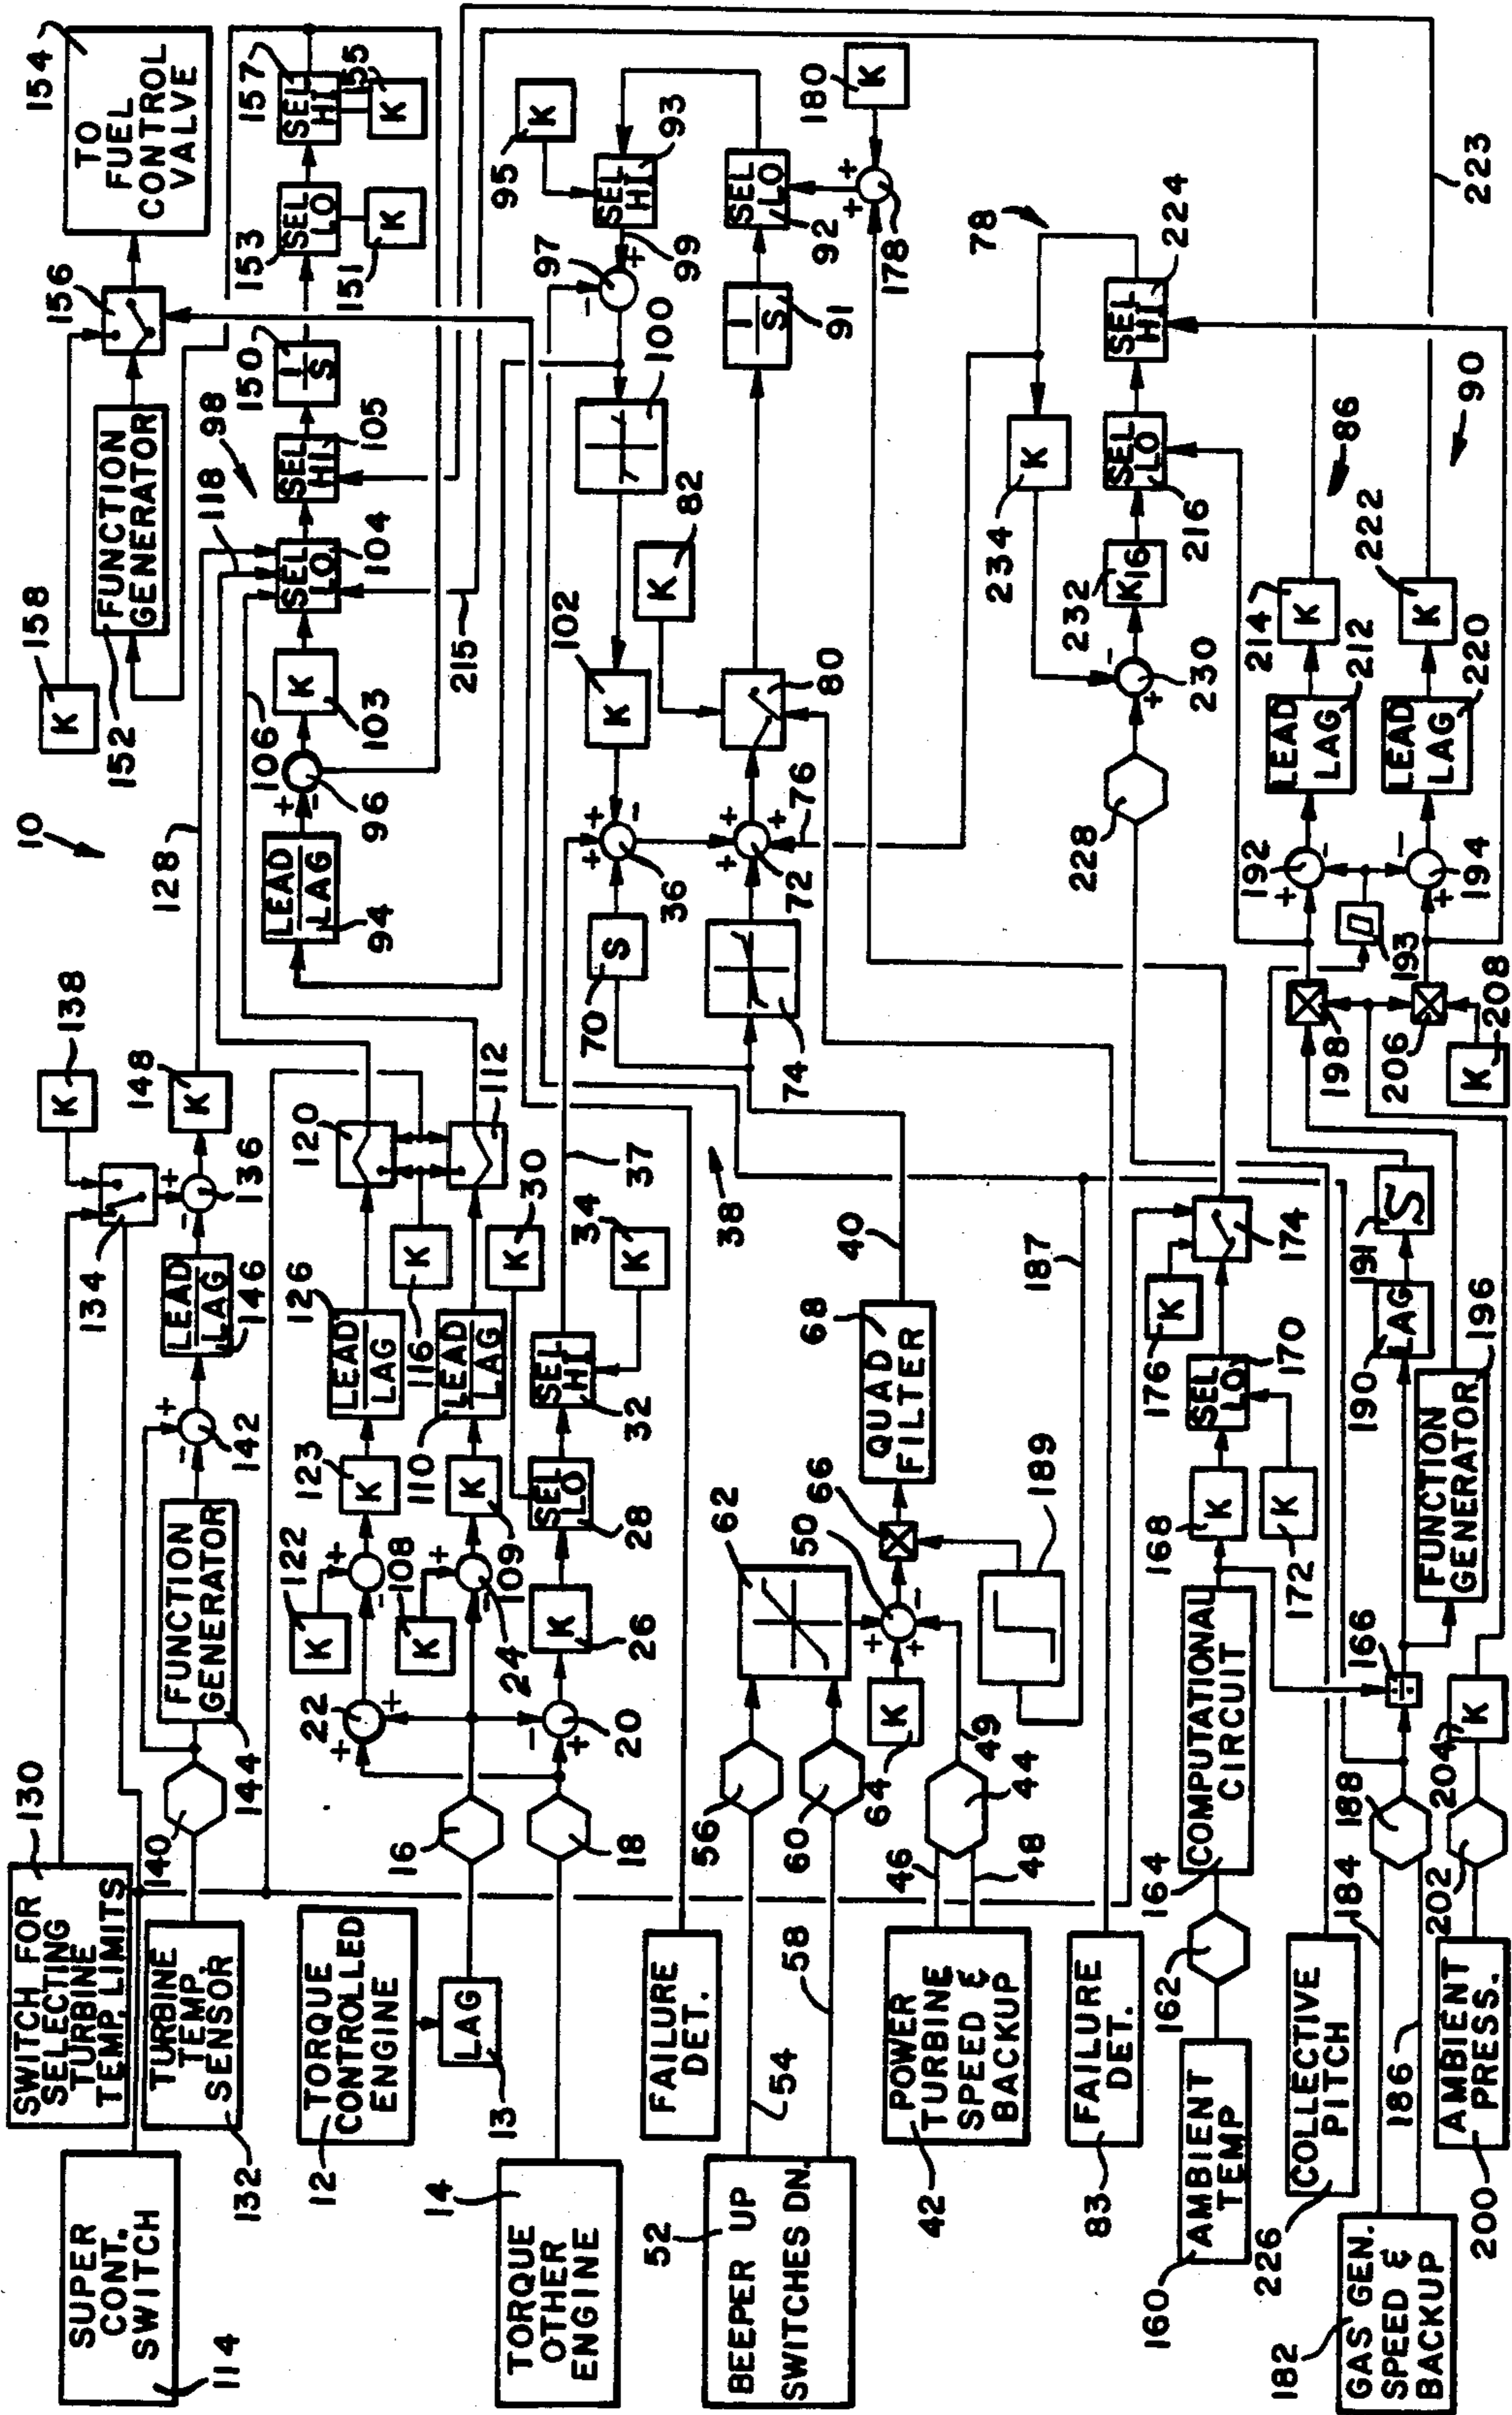 10
SWITCH FOR
SELECTING
TURBINE
TEMP. LIMITS
130
SUPER
CONT.
SWITCH
114
TURBINE
TEMP.
SENSOR
132
140
FUNCTION
GENERATOR
144
142
LEAD
LAG
146
134
K
138
136
K
148
128
K
158
FUNCTION
GENERATOR
152
156
TO
FUEL
CONTROL
VALVE
154
TORQUE
CONTROLLED
ENGINE
12
LAG
13
TORQUE
OTHER
ENGINE
14
16
18
22
20
K
122
K
108
24
K
123
K
109
K
26
LEAD
LAG
126
LEAD
LAG
110
K
116
SEL
LO
28
K
30
SEL
HI
32
K
34
120
112
37
118
106
LEAD
LAG
94
96
K
103
SEL
LO
104
98
SEL
HI
105
1
S
150
SEL
LO
153
K
151
SEL
HI
157
K
155
215
FAILURE
DET.
BEEPER UP
SWITCHES DN.
52
54
58
56
60
62
K
64
50
66
QUAD
FILTER
68
40
38
189
187
POWER
TURBINE
SPEED &
BACKUP
42
46
48
44
49
S
70
74
36
72
76
K
102
K
82
80
100
97
99
SEL
HI
93
K
95
1
S
91
SEL
LO
92
178
K
180
FAILURE
DET.
83
AMBIENT
TEMP
160
162
COMPUTATIONAL
CIRCUIT
164
K
168
K
172
SEL
LO
170
K
176
174
COLLECTIVE
PITCH
226
228
230
K16
232
K
234
SEL
LO
216
SEL
HI
224
78
GAS GEN.
SPEED &
BACKUP
182
184
186
188
166
LAG
190
S
191
FUNCTION
GENERATOR
196
AMBIENT
PRESS.
200
202
K
204
198
206
K
208
193
192
194
LEAD
LAG
212
LEAD
LAG
220
K
214
K
222
86
90
223